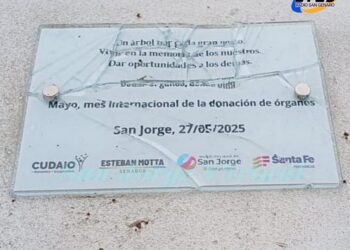 RADIO SAN GENARO
Un árbol por cada gran gesto.
Vivir en la memoria de los nuestros.
Dar oportunidades a los demás.
Mayo, mes internacional de la donación de órganos
San Jorge, 27/05/2025
CUDAIO
ESTEBAN MOTTA
SENADOR
San Jorge
Santa Fe